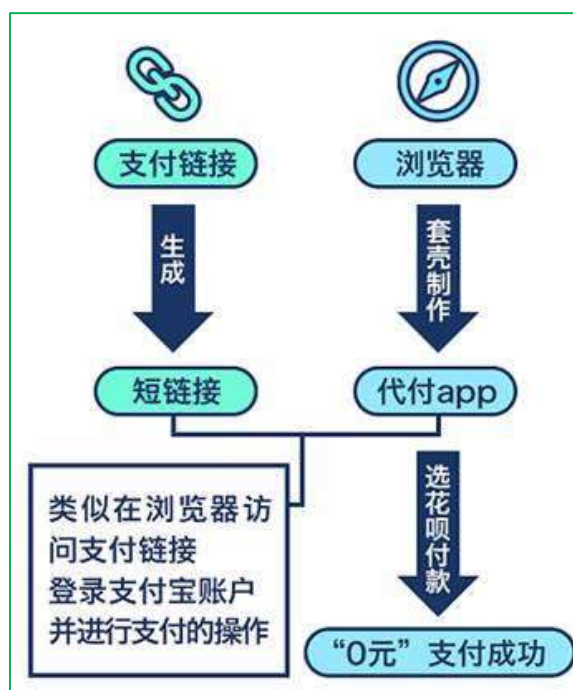 支付链接
浏览器
生成
套壳制作
短链接
代付app
类似在浏览器访
问支付链接
登录支付宝账户
并进行支付的操作
选花呗付款
“0元”支付成功